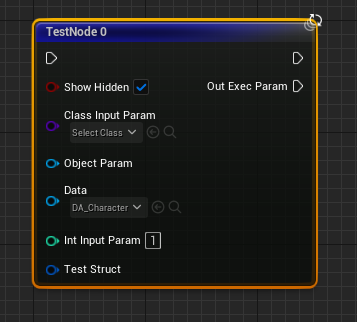 TestNode 0
Show Hidden
Out Exec Param
Class Input Param
Select Class
Object Param
Data
DA_Character
Int Input Param 1
Test Struct